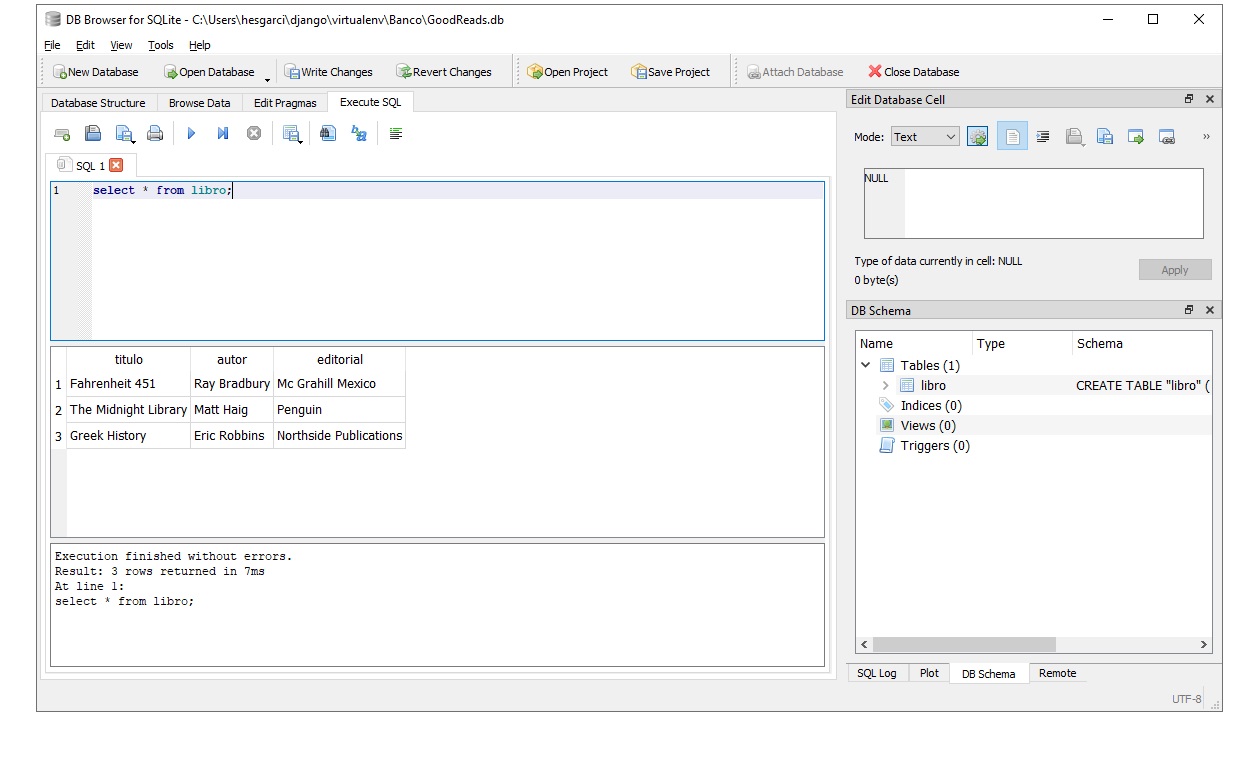 DB Browser for SQLite - C:\Users\hesgarci\django\virtualenv\Banco\GoodReads.db
File Edit View Tools Help
New Database Open Database Write Changes Revert Changes Open Project Save Project Attach Database Close Database
Database Structure Browse Data Edit Pragmas Execute SQL
SQL 1
1 select * from libro;
titulo autor editorial
1 Fahrenheit 451 Ray Bradbury Mc Grahill Mexico
2 The Midnight Library Matt Haig Penguin
3 Greek History Eric Robbins Northside Publications
Execution finished without errors.
Result: 3 rows returned in 7ms
At line 1:
select * from libro;
Edit Database Cell
Mode: Text
NULL
Type of data currently in cell: NULL
0 byte(s)
Apply
DB Schema
Name Type Schema
Tables (1)
libro CREATE TABLE "libro" (
Indices (0)
Views (0)
Triggers (0)
SQL Log Plot DB Schema Remote
UTF-8